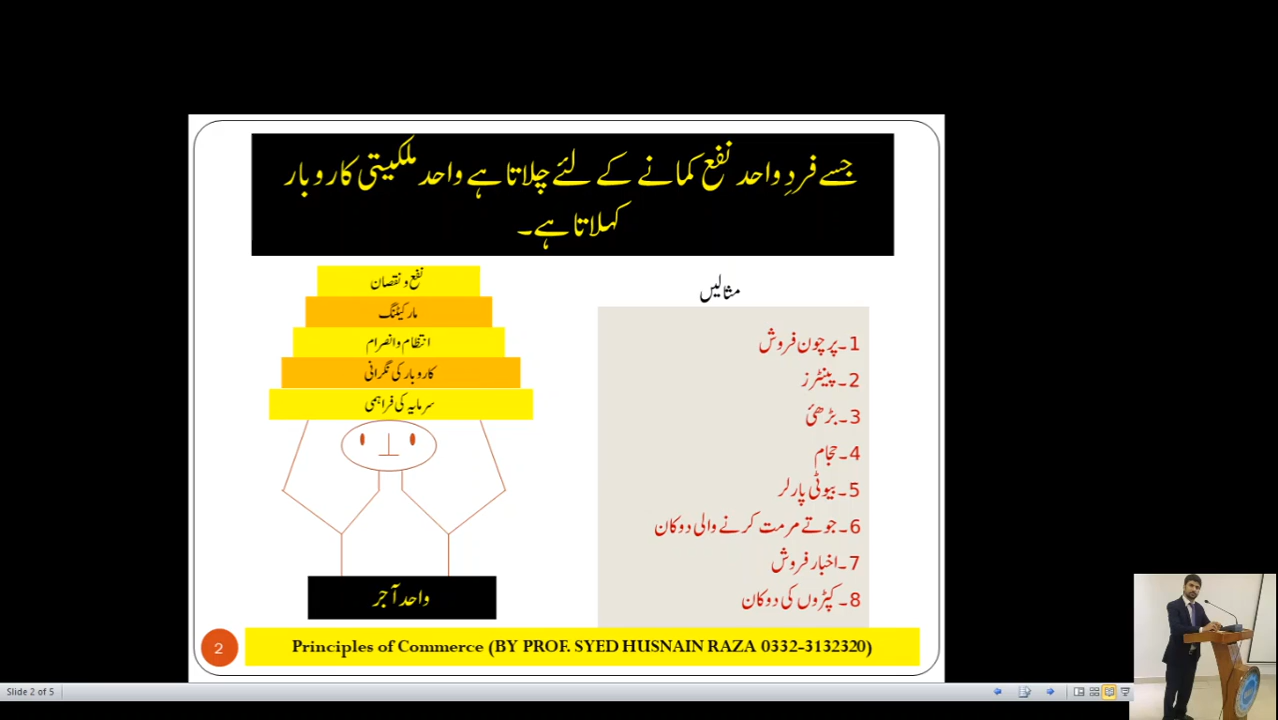 جسے فردِ واحد نفع کمانے کے لئے چلاتا ہے واحد ملکیتی کاروبار
کہلاتا ہے۔
نفع و نقصان
مارکیٹنگ
انتظام وانصرام
کاروبار کی نگرانی
سرمایہ کی فراہمی
واحد آجر
مثالیں
1۔پرچون فروش
2۔پینٹرز
3۔بڑھئ
4۔حجام
5۔بیوٹی پارلر
6۔جوتے مرمت کرنے والی دوکان
7۔اخبار فروش
8۔کپڑوں کی دوکان
2
Principles of Commerce (BY PROF. SYED HUSNAIN RAZA 0332-3132320)
Slide 2 of 5